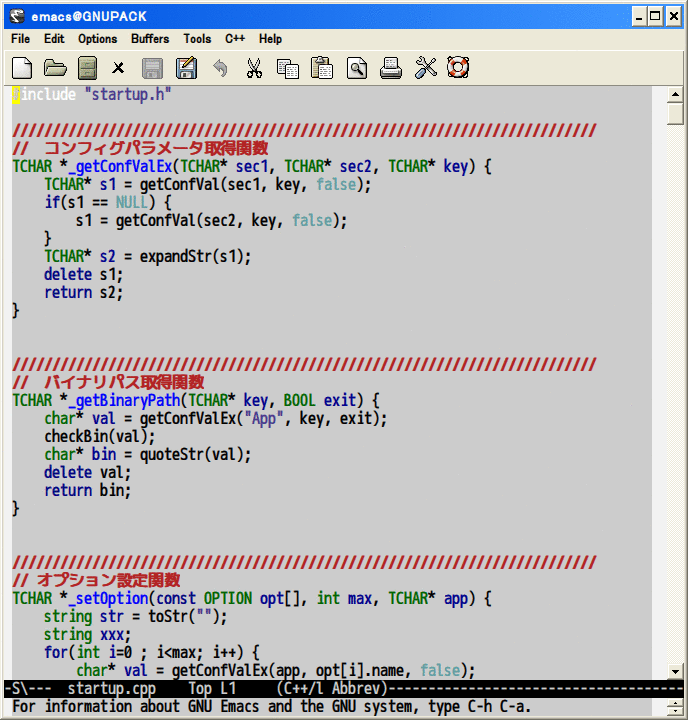 emacs@GNUPACK
File Edit Options Buffers Tools C++ Help
#include "startup.h"
/////////////////////////////////////////////////////////////////////////
//  コンフィグパラメータ取得関数
TCHAR *_getConfValEx(TCHAR* sec1, TCHAR* sec2, TCHAR* key) {
    TCHAR* s1 = getConfVal(sec1, key, false);
    if(s1 == NULL) {
        s1 = getConfVal(sec2, key, false);
    }
    TCHAR* s2 = expandStr(s1);
    delete s1;
    return s2;
}
/////////////////////////////////////////////////////////////////////////
//  バイナリパス取得関数
TCHAR *_getBinaryPath(TCHAR* key, BOOL exit) {
    char* val = getConfValEx("App", key, exit);
    checkBin(val);
    char* bin = quoteStr(val);
    delete val;
    return bin;
}
/////////////////////////////////////////////////////////////////////////
// オプション設定関数
TCHAR *_setOption(const OPTION opt[], int max, TCHAR* app) {
    string str = toStr("");
    string xxx;
    for(int i=0 ; i<max; i++) {
        char* val = getConfValEx(app, opt[i].name, false);
-S\---  startup.cpp    Top L1     (C++/l Abbrev)-------------------------------------
For information about GNU Emacs and the GNU system, type C-h C-a.